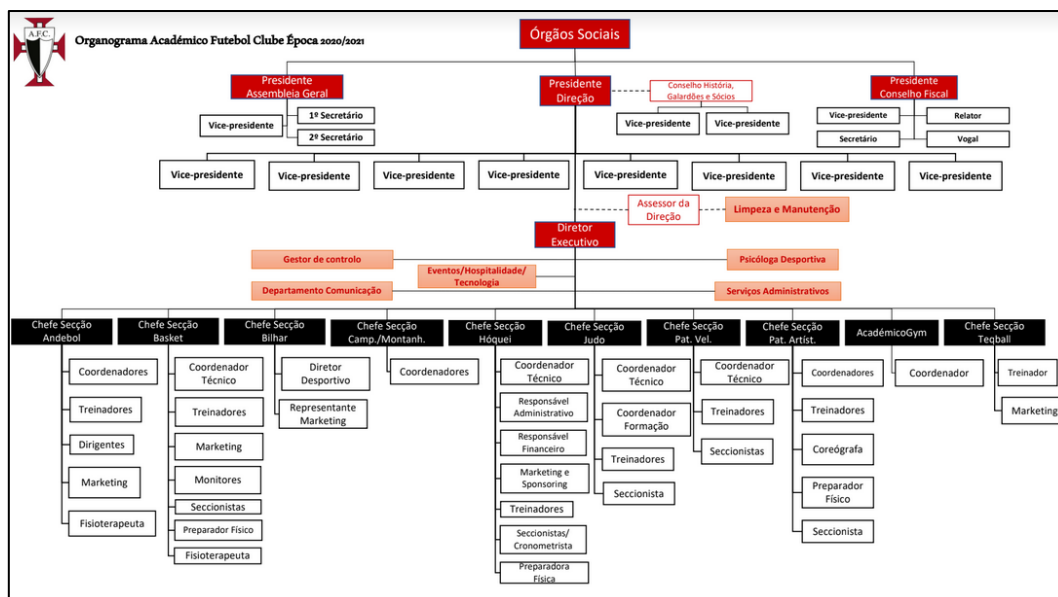 A.F.C.
Organograma Académico Futebol Clube Época 2020/2021
Órgãos Sociais
Presidente
Assembleia Geral
Presidente
Direção
Conselho História,
Galardões e Sócios
Presidente
Conselho Fiscal
Vice-presidente
1º Secretário
2º Secretário
Vice-presidente
Vice-presidente
Vice-presidente
Relator
Secretário
Vogal
Vice-presidente
Vice-presidente
Vice-presidente
Vice-presidente
Vice-presidente
Vice-presidente
Vice-presidente
Vice-presidente
Assessor da
Direção
Limpeza e Manutenção
Diretor
Executivo
Gestor de controlo
Psicóloga Desportiva
Eventos/Hospitalidade/
Tecnologia
Departamento Comunicação
Serviços Administrativos
Chefe Secção
Andebol
Coordenadores
Treinadores
Dirigentes
Marketing
Fisioterapeuta
Chefe Secção
Basket
Coordenador
Técnico
Treinadores
Marketing
Monitores
Seccionistas
Preparador Físico
Fisioterapeuta
Chefe Secção
Bilhar
Diretor
Desportivo
Representante
Marketing
Chefe Secção
Camp./Montanh.
Coordenadores
Chefe Secção
Hóquei
Coordenador
Técnico
Responsável
Administrativo
Responsável
Financeiro
Marketing e
Sponsoring
Treinadores
Seccionistas/
Cronometrista
Preparadora
Física
Chefe Secção
Judo
Coordenador
Técnico
Coordenador
Formação
Treinadores
Seccionista
Chefe Secção
Pat. Vel.
Coordenador
Técnico
Treinadores
Seccionistas
Chefe Secção
Pat. Artíst.
Coordenadores
Treinadores
Coreógrafa
Preparador
Físico
Seccionista
AcadémicoGym
Coordenador
Chefe Secção
Teqball
Treinador
Marketing